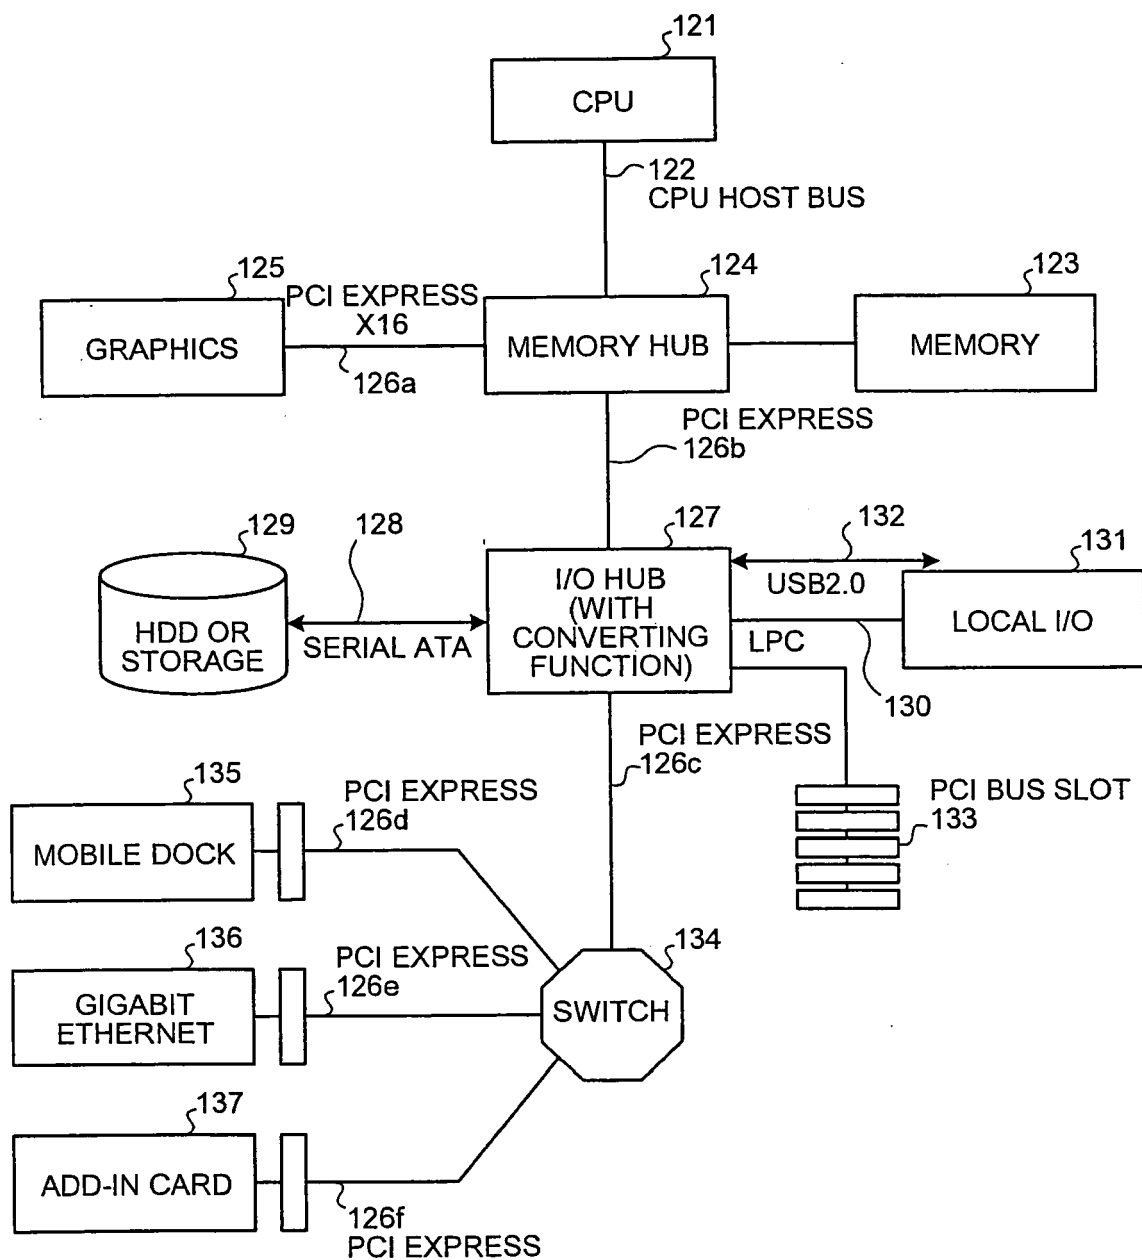 121
CPU
122
CPU HOST BUS
125
PCI EXPRESS
X16
124
123
GRAPHICS
126a
MEMORY HUB
MEMORY
PCI EXPRESS
126b
129
128
127
132
131
HDD OR
STORAGE
SERIAL ATA
I/O HUB
(WITH
CONVERTING
FUNCTION)
USB2.0
LPC
LOCAL I/O
130
PCI EXPRESS
126c
135
PCI EXPRESS
126d
MOBILE DOCK
PCI BUS SLOT
133
136
PCI EXPRESS
126e
GIGABIT
ETHERNET
134
SWITCH
137
ADD-IN CARD
126f
PCI EXPRESS